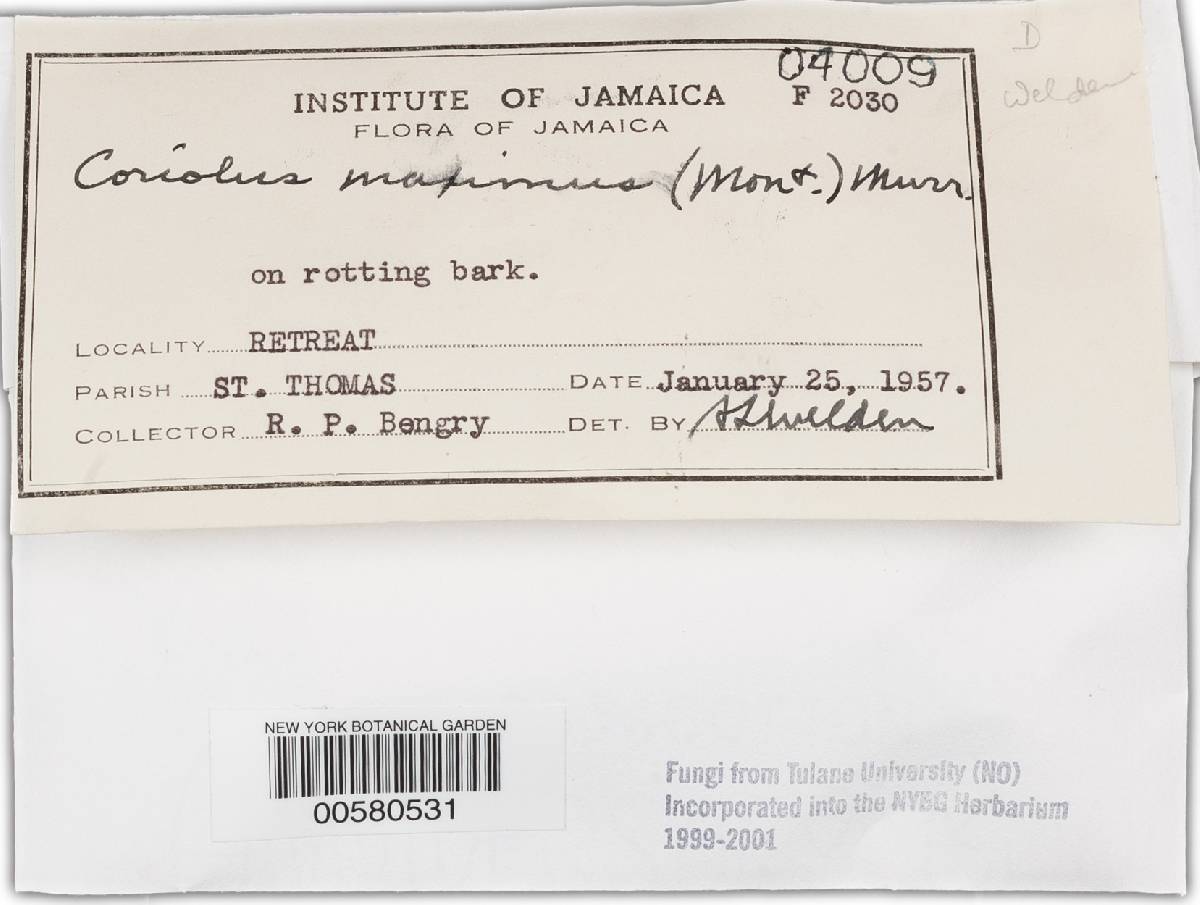 04009
D
Welden
INSTITUTE OF JAMAICA F 2030
FLORA OF JAMAICA
Coriolus maximus (Mont.) Murr.
on rotting bark.
LOCALITY RETREAT
PARISH ST. THOMAS DATE January 25, 1957.
COLLECTOR R. P. Bengry DET. BY ALWelden
NEW YORK BOTANICAL GARDEN
00580531
Fungi from Tulane University (NO)
Incorporated into the NYBG Herbarium
1999-2001